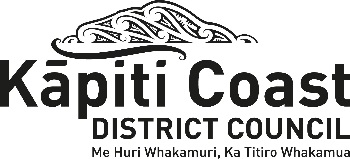 Kāpiti Coast
DISTRICT COUNCIL
Me Huri Whakamuri, Ka Titiro Whakamua